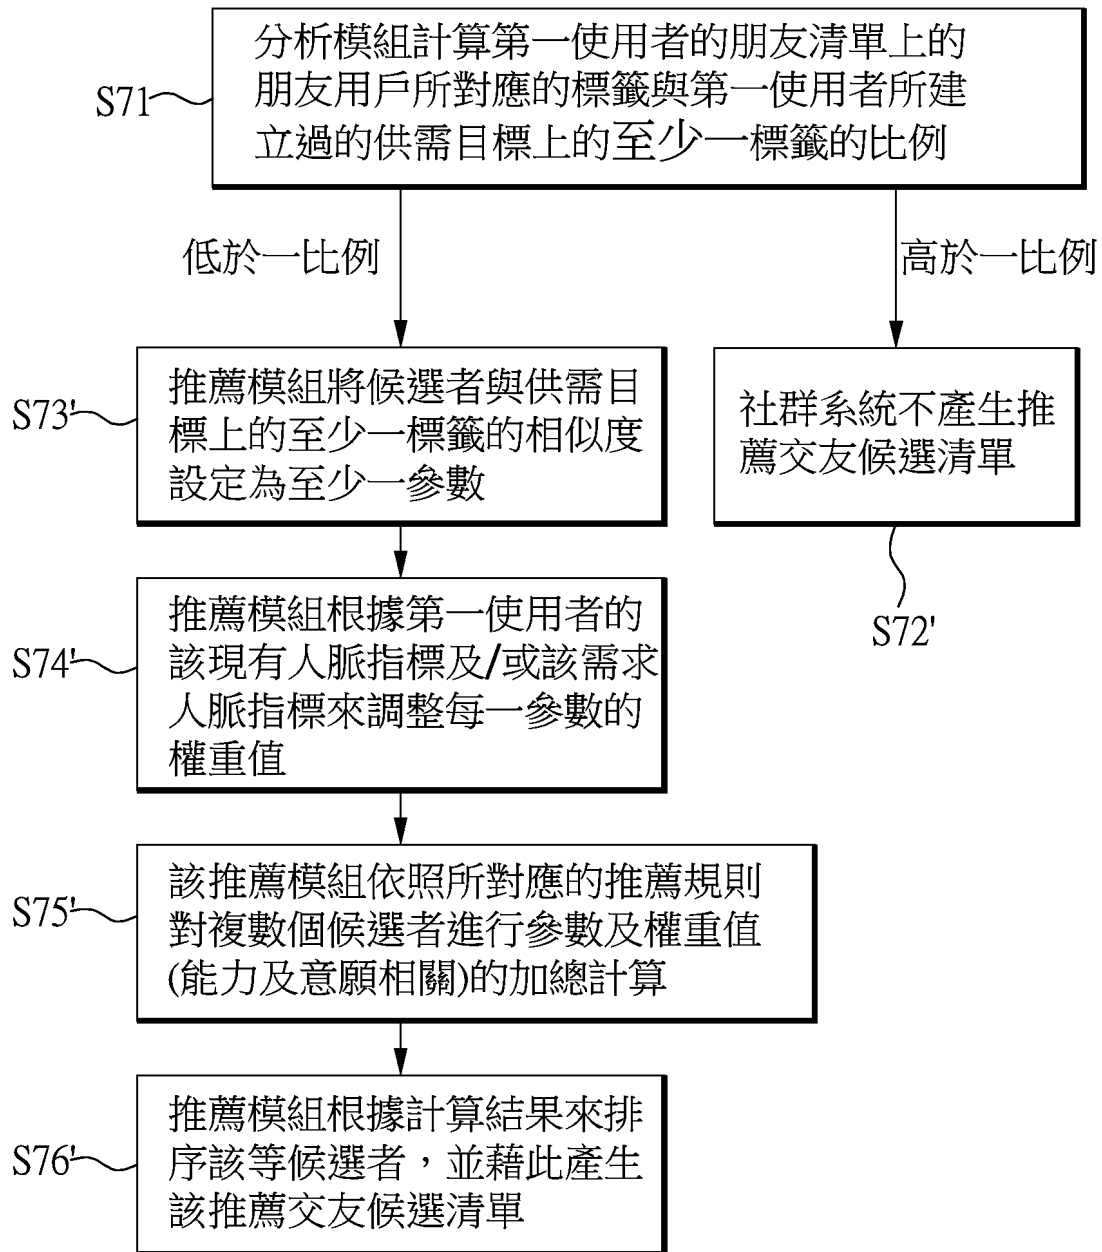 S71
分析模組計算第一使用者的朋友清單上的
朋友用戶所對應的標籤與第一使用者所建
立過的供需目標上的至少一標籤的比例
低於一比例
高於一比例
S73'
推薦模組將候選者與供需目
標上的至少一標籤的相似度
設定為至少一參數
社群系統不產生推
薦交友候選清單
S72'
S74'
推薦模組根據第一使用者的
該現有人脈指標及/或該需求
人脈指標來調整每一參數的
權重值
S75'
該推薦模組依照所對應的推薦規則
對複數個候選者進行參數及權重值
(能力及意願相關)的加總計算
S76'
推薦模組根據計算結果來排
序該等候選者，並藉此產生
該推薦交友候選清單